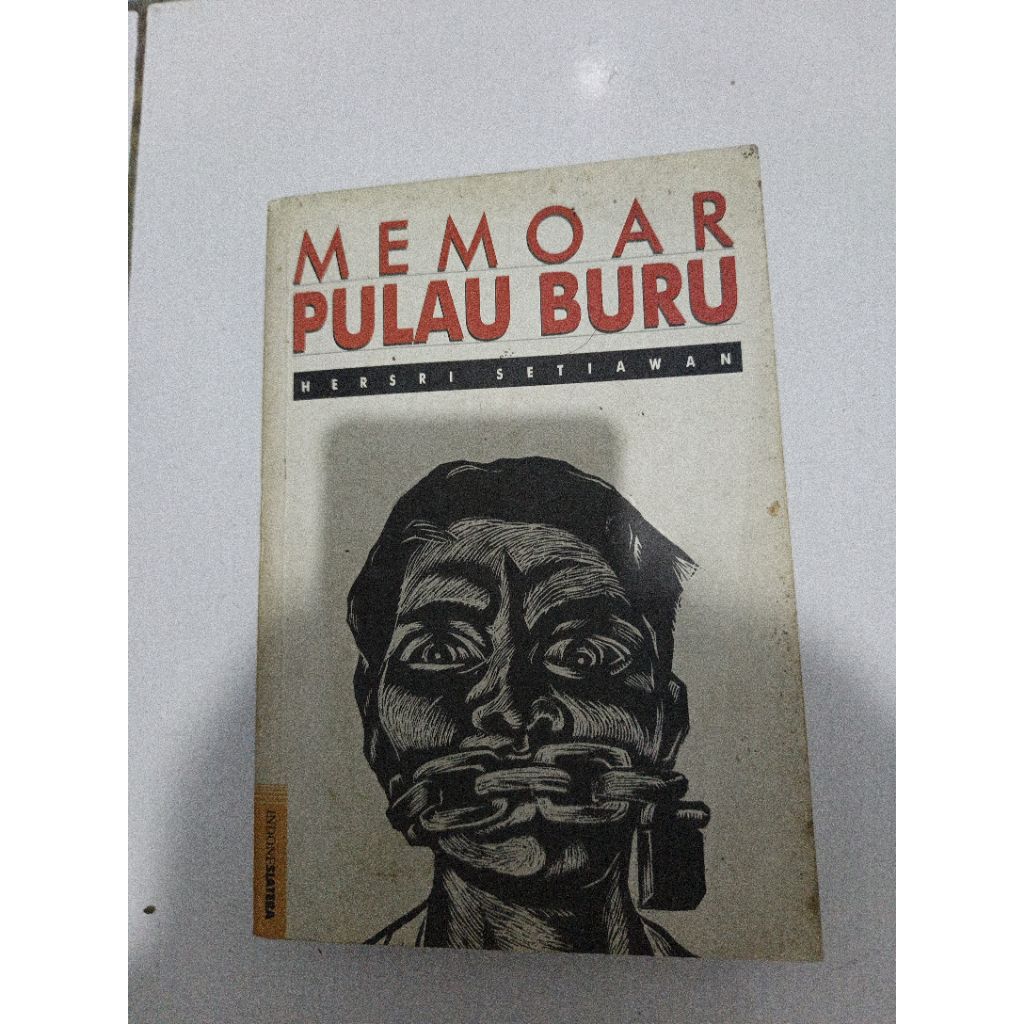 MEMOAR
PULAU BURU
HERSRI SETIAWAN
INDONESIATERA